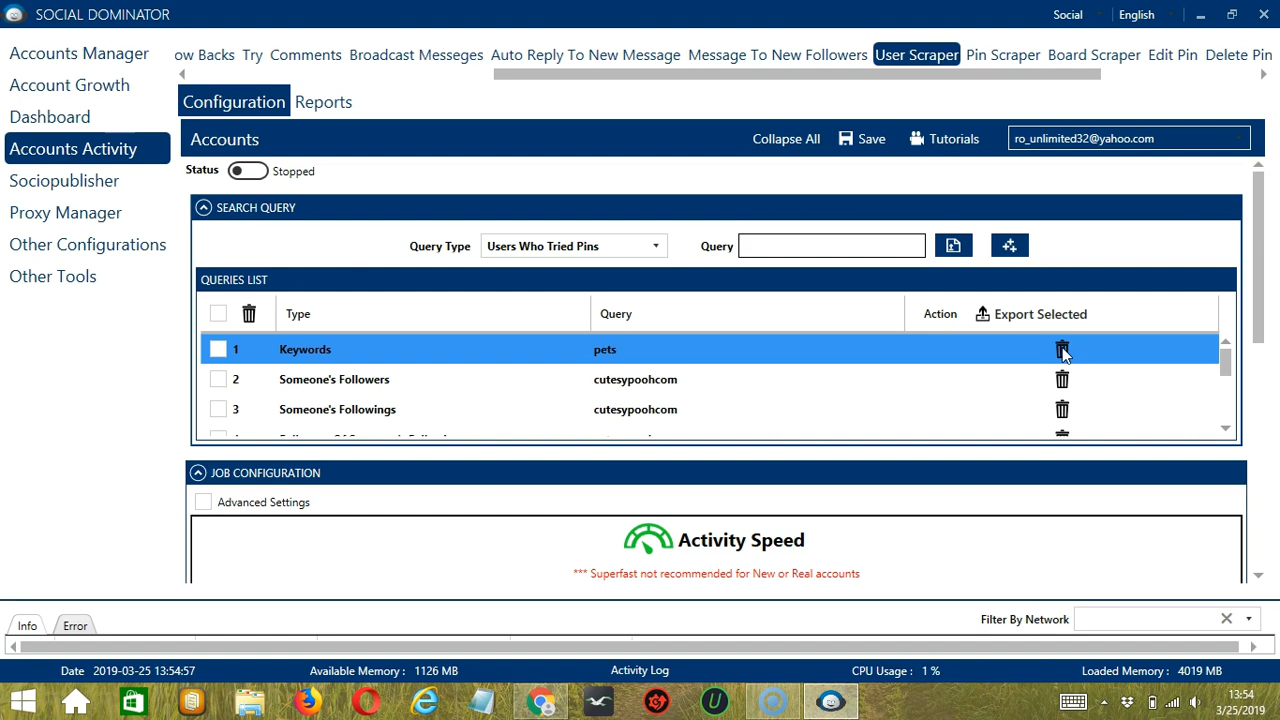 SOCIAL DOMINATOR
Social
English
Accounts Manager
Account Growth
Dashboard
Accounts Activity
Sociopublisher
Proxy Manager
Other Configurations
Other Tools
ow Backs Try Comments Broadcast Messeges Auto Reply To New Message Message To New Followers User Scraper Pin Scraper Board Scraper Edit Pin Delete Pin
Configuration Reports
Accounts Collapse All Save Tutorials ro_unlimited32@yahoo.com
Status Stopped
SEARCH QUERY
Query Type Users Who Tried Pins Query
QUERIES LIST
Type Query Action Export Selected
1 Keywords pets
2 Someone's Followers cutesypoohcom
3 Someone's Followings cutesypoohcom
JOB CONFIGURATION
Advanced Settings
Activity Speed
*** Superfast not recommended for New or Real accounts
Info Error Filter By Network
Date 2019-03-25 13:54:57 Available Memory : 1126 MB Activity Log CPU Usage : 1 % Loaded Memory : 4019 MB
13:54
3/25/2019